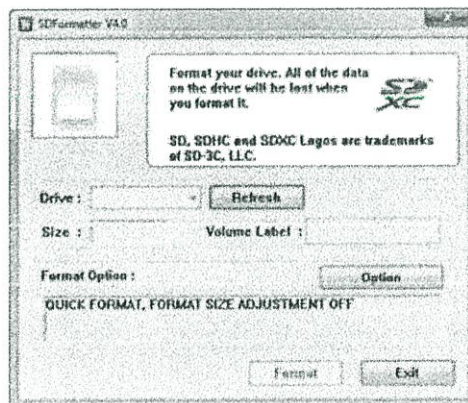 SDFormatter V4.0
Format your drive. All of the data
on the drive will be lost when
you format it.
SD
XC
SD, SDHC and SDXC Logos are trademarks
of SD-3C, LLC.
Drive :
Refresh
Size :
Volume Label :
Format Option :
Option
QUICK FORMAT, FORMAT SIZE ADJUSTMENT OFF
Format
Exit